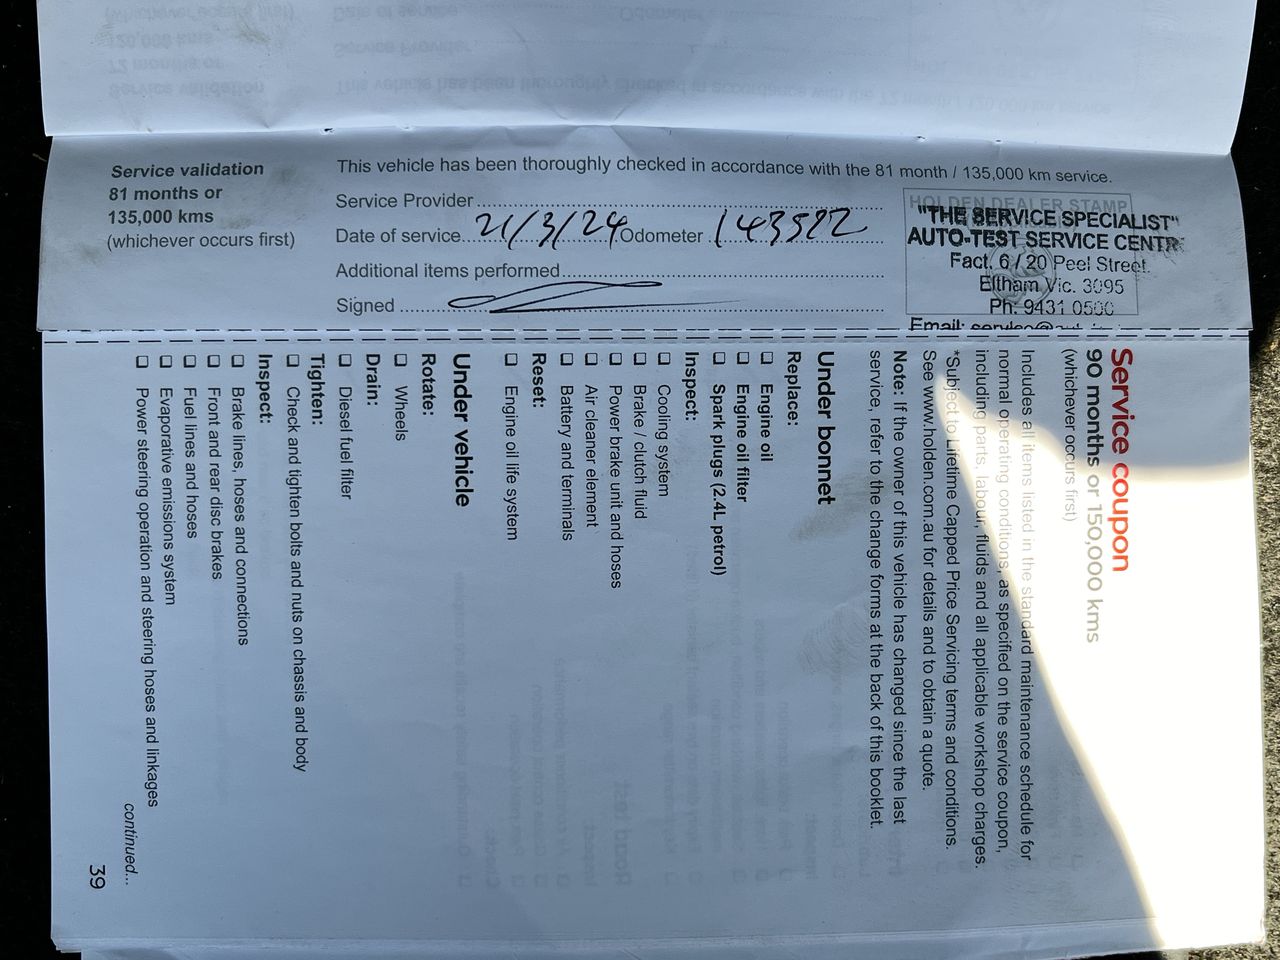 Service validation
81 months or
135,000 kms
(whichever occurs first)
This vehicle has been thoroughly checked in accordance with the 81 month / 135,000 km service.
Service Provider
Date of service 21/3/24 Odometer 143522
Additional items performed
Signed
HOLDEN DEALER STAMP
"THE SERVICE SPECIALIST"
AUTO-TEST SERVICE CENTR
Fact. 6 / 20 Peel Street
Eltham Vic. 3095
Ph: 9431 0500
Email:
Service coupon
90 months or 150,000 kms
(whichever occurs first)
Includes all items listed in the standard maintenance schedule for
normal operating conditions, as specified on the service coupon,
including parts, labour, fluids and all applicable workshop charges.
*Subject to Lifetime Capped Price Servicing terms and conditions.
See www.holden.com.au for details and to obtain a quote.
Note: If the owner of this vehicle has changed since the last
service, refer to the change forms at the back of this booklet.
Under bonnet
Replace:
Engine oil
Engine oil filter
Spark plugs (2.4L petrol)
Inspect:
Cooling system
Brake / clutch fluid
Power brake unit and hoses
Air cleaner element
Battery and terminals
Reset:
Engine oil life system
Under vehicle
Rotate:
Wheels
Drain:
Diesel fuel filter
Tighten:
Check and tighten bolts and nuts on chassis and body
Inspect:
Brake lines, hoses and connections
Front and rear disc brakes
Fuel lines and hoses
Evaporative emissions system
Power steering operation and steering hoses and linkages
continued...
39